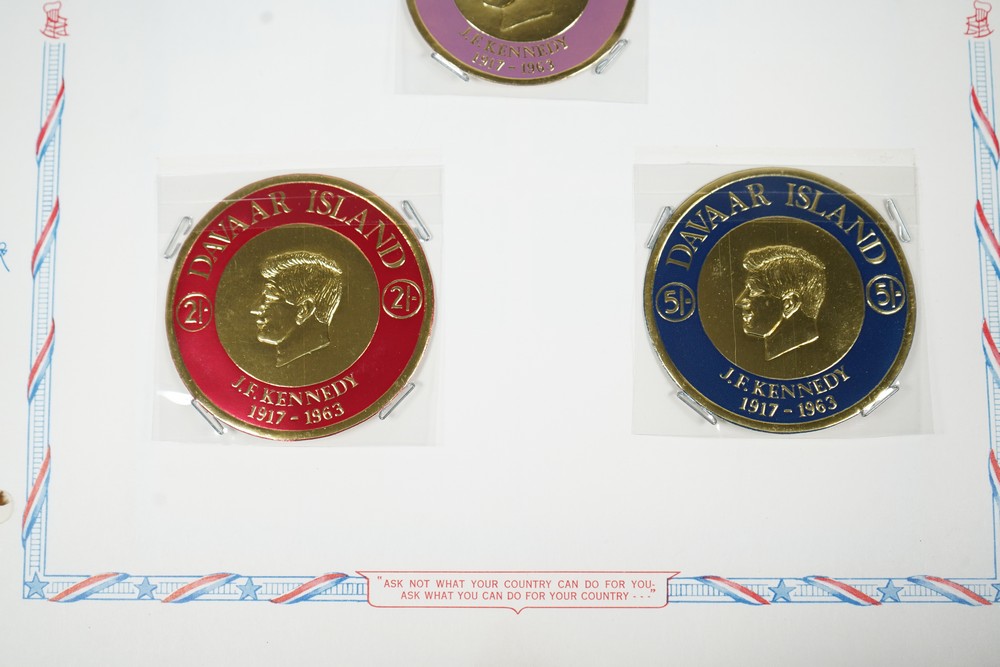 J.F. KENNEDY
1917 - 1963
DAVAAR ISLAND
2/-
2/-
J.F. KENNEDY
1917 - 1963
DAVAAR ISLAND
5/-
5/-
J.F. KENNEDY
1917 - 1963
"ASK NOT WHAT YOUR COUNTRY CAN DO FOR YOU-
ASK WHAT YOU CAN DO FOR YOUR COUNTRY - - -"